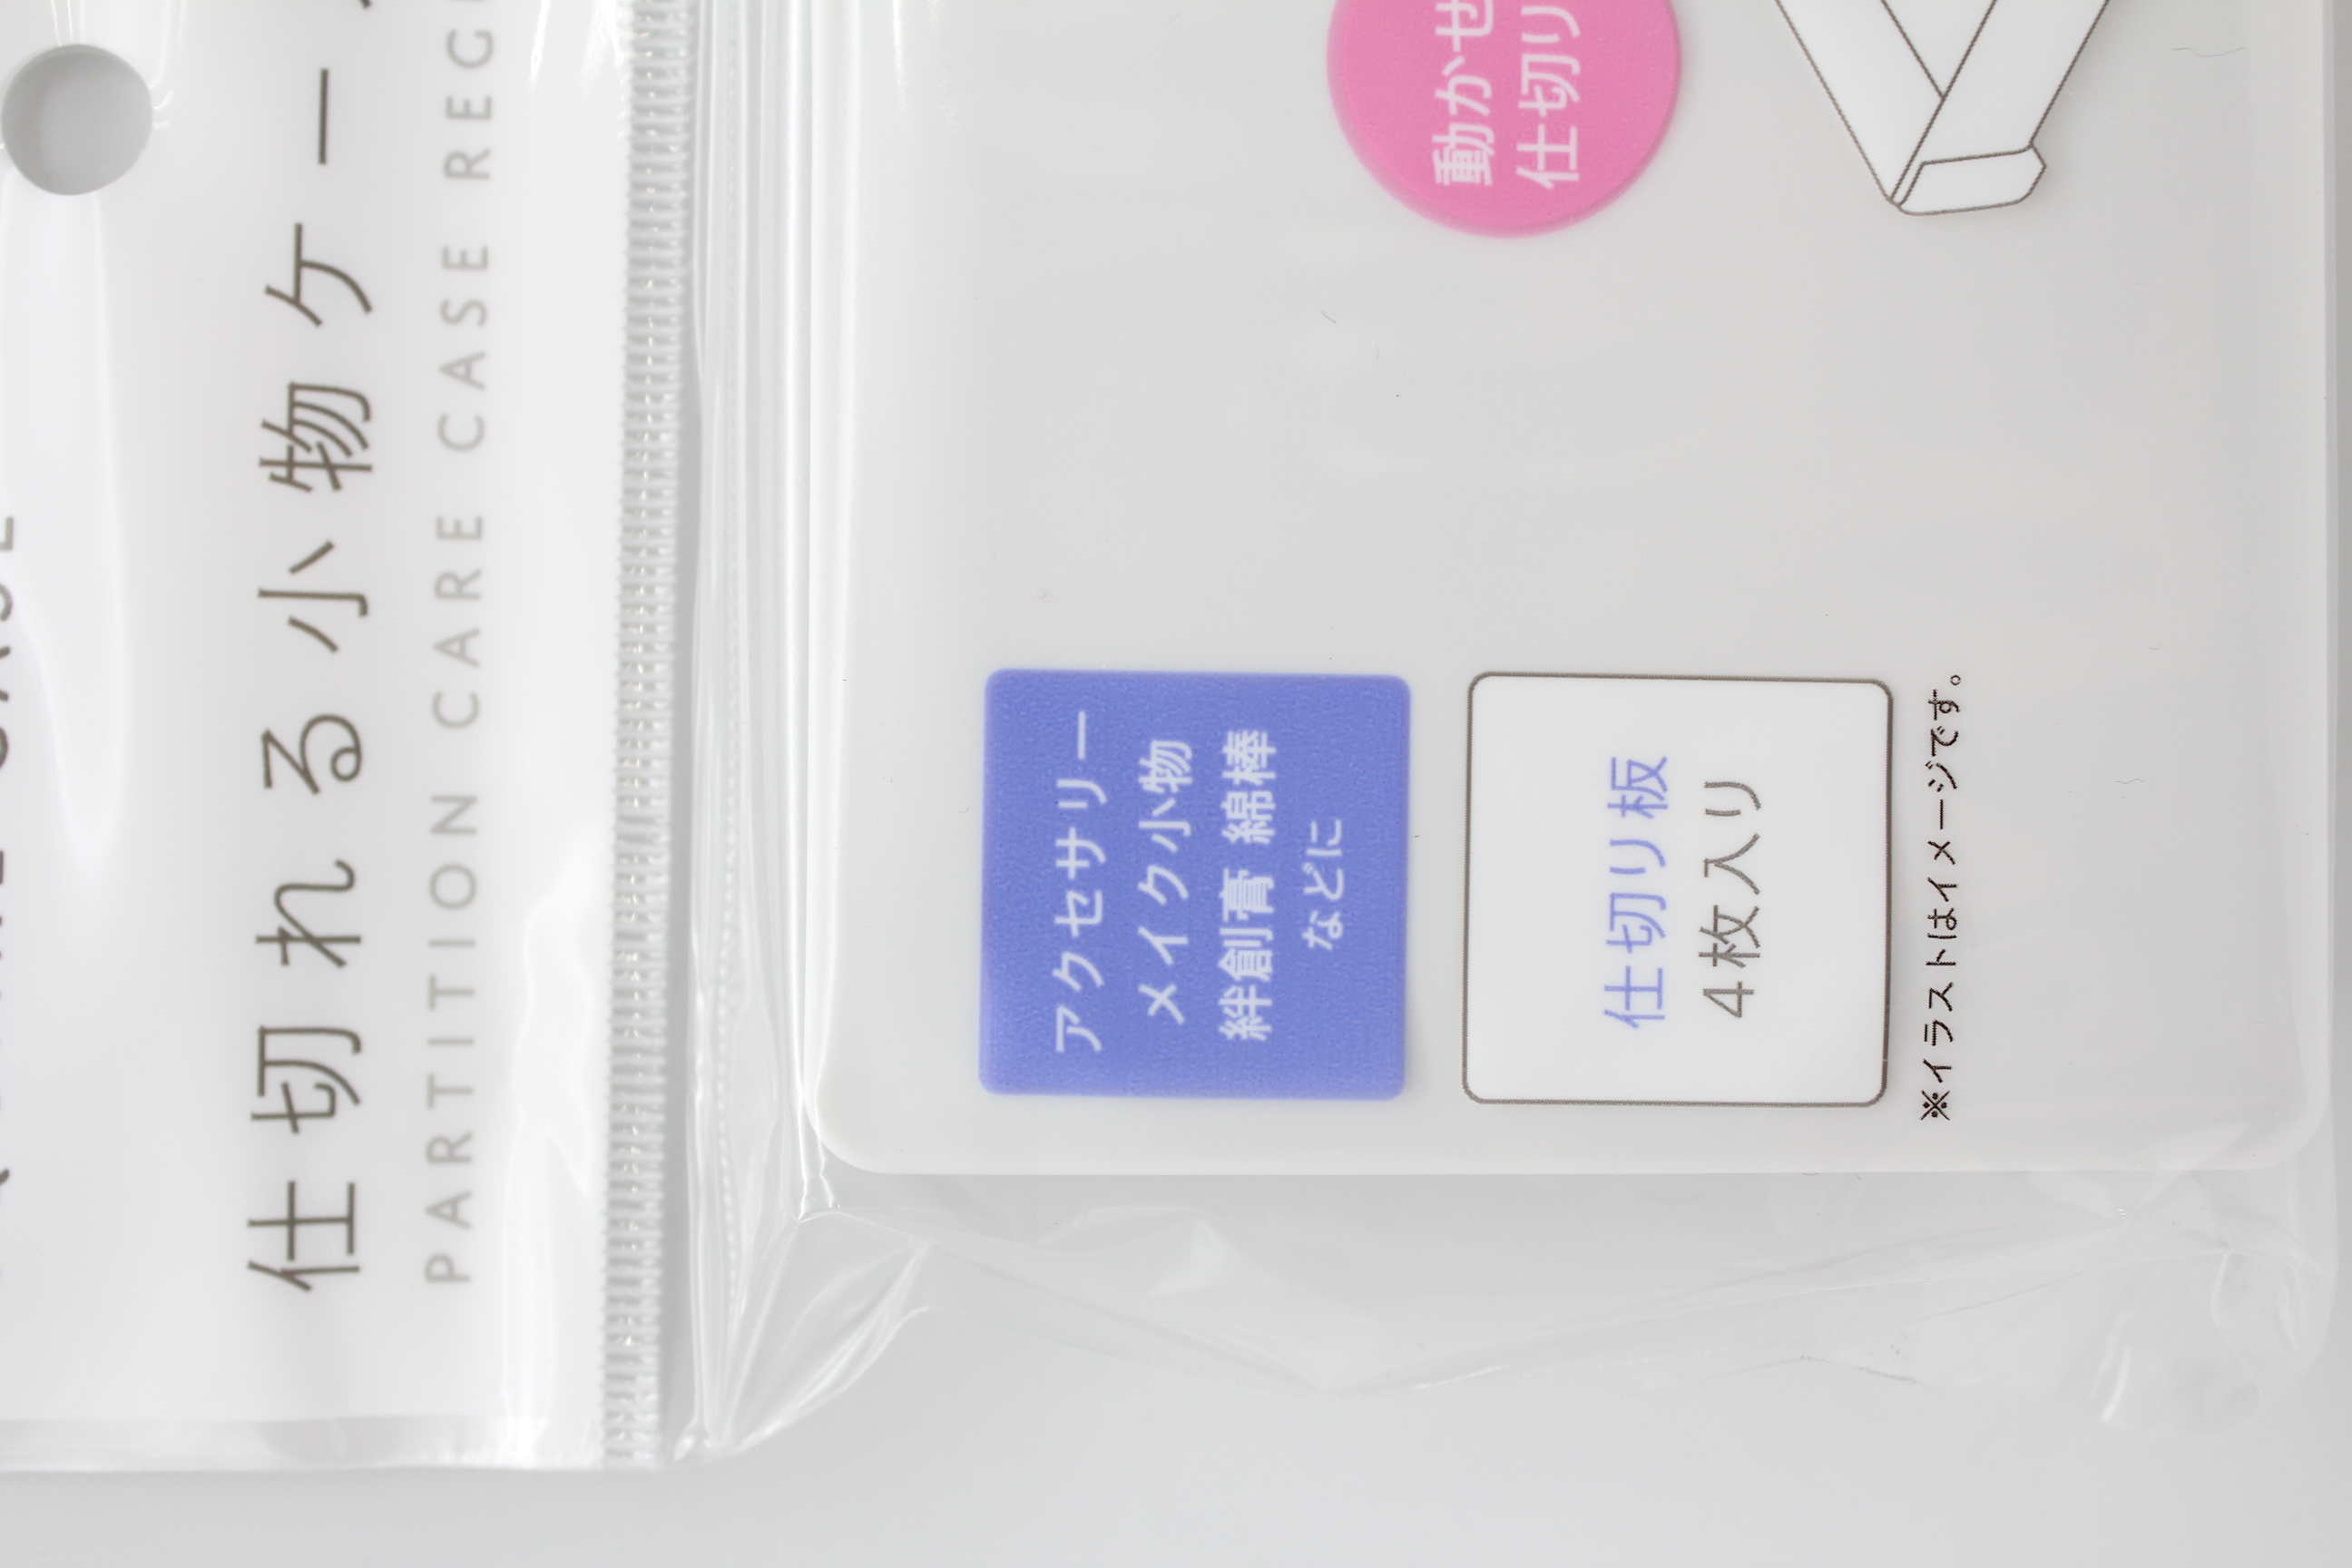 仕切れる小物ケー
PARTITION CARE CASE REG
動かせ
仕切り
アクセサリー
メイク小物
絆創膏 綿棒
などに
仕切り板
4枚入り
※イラストはイメージです。